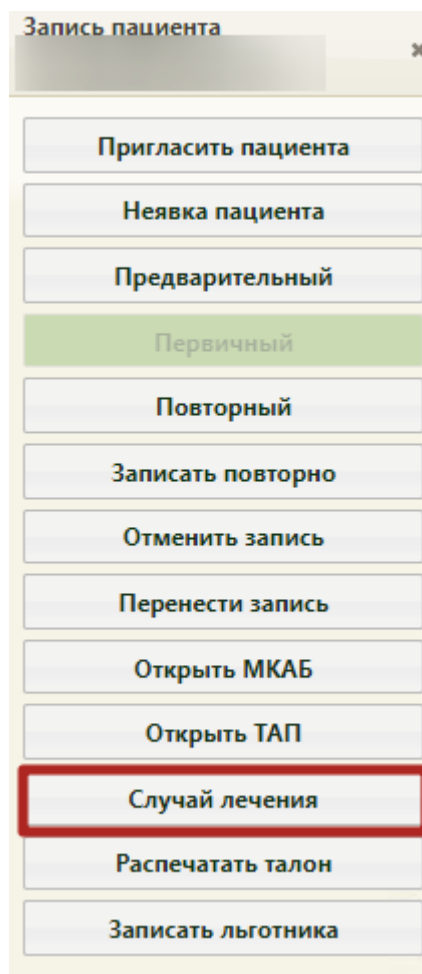 Запись пациента
Пригласить пациента
Неявка пациента
Предварительный
Первичный
Повторный
Записать повторно
Отменить запись
Перенести запись
Открыть МКАБ
Открыть ТАП
Случай лечения
Распечатать талон
Записать льготника